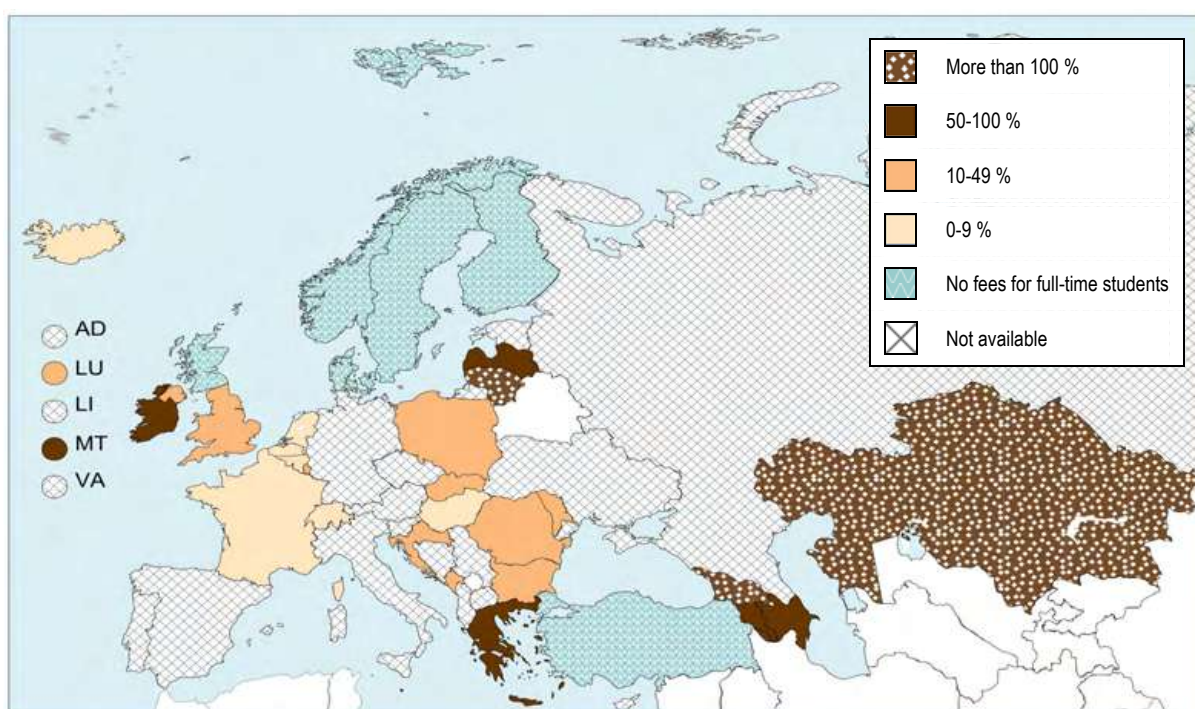 More than 100 %
50-100 %
10-49 %
0-9 %
No fees for full-time students
Not available
AD
LU
LI
MT
VA